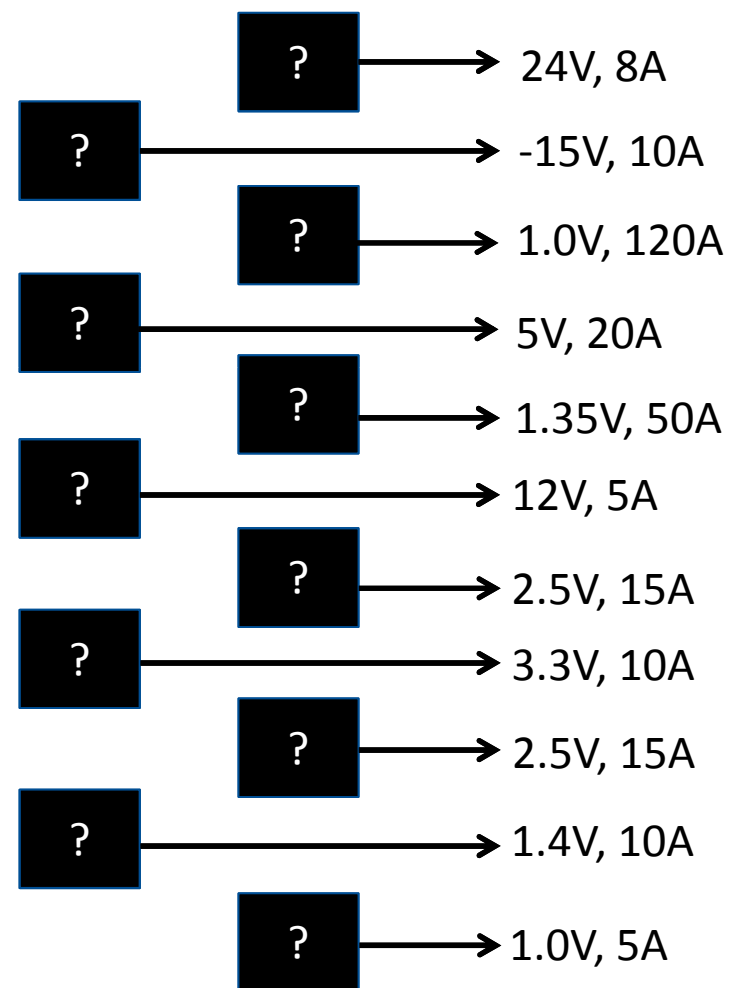 ?
24V, 8A
?
-15V, 10A
?
1.0V, 120A
?
5V, 20A
?
1.35V, 50A
?
12V, 5A
?
2.5V, 15A
?
3.3V, 10A
?
2.5V, 15A
?
1.4V, 10A
?
1.0V, 5A